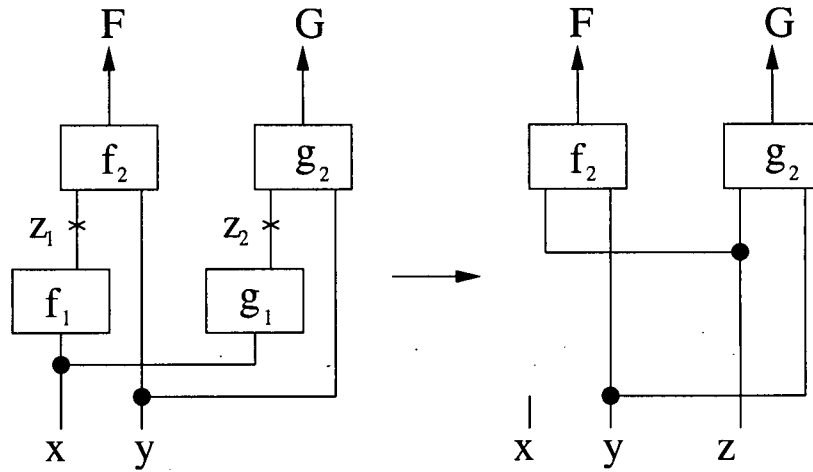 F G F G
f₂ g₂ f₂ g₂
z₁ z₂
f₁ g₁
x y x y z